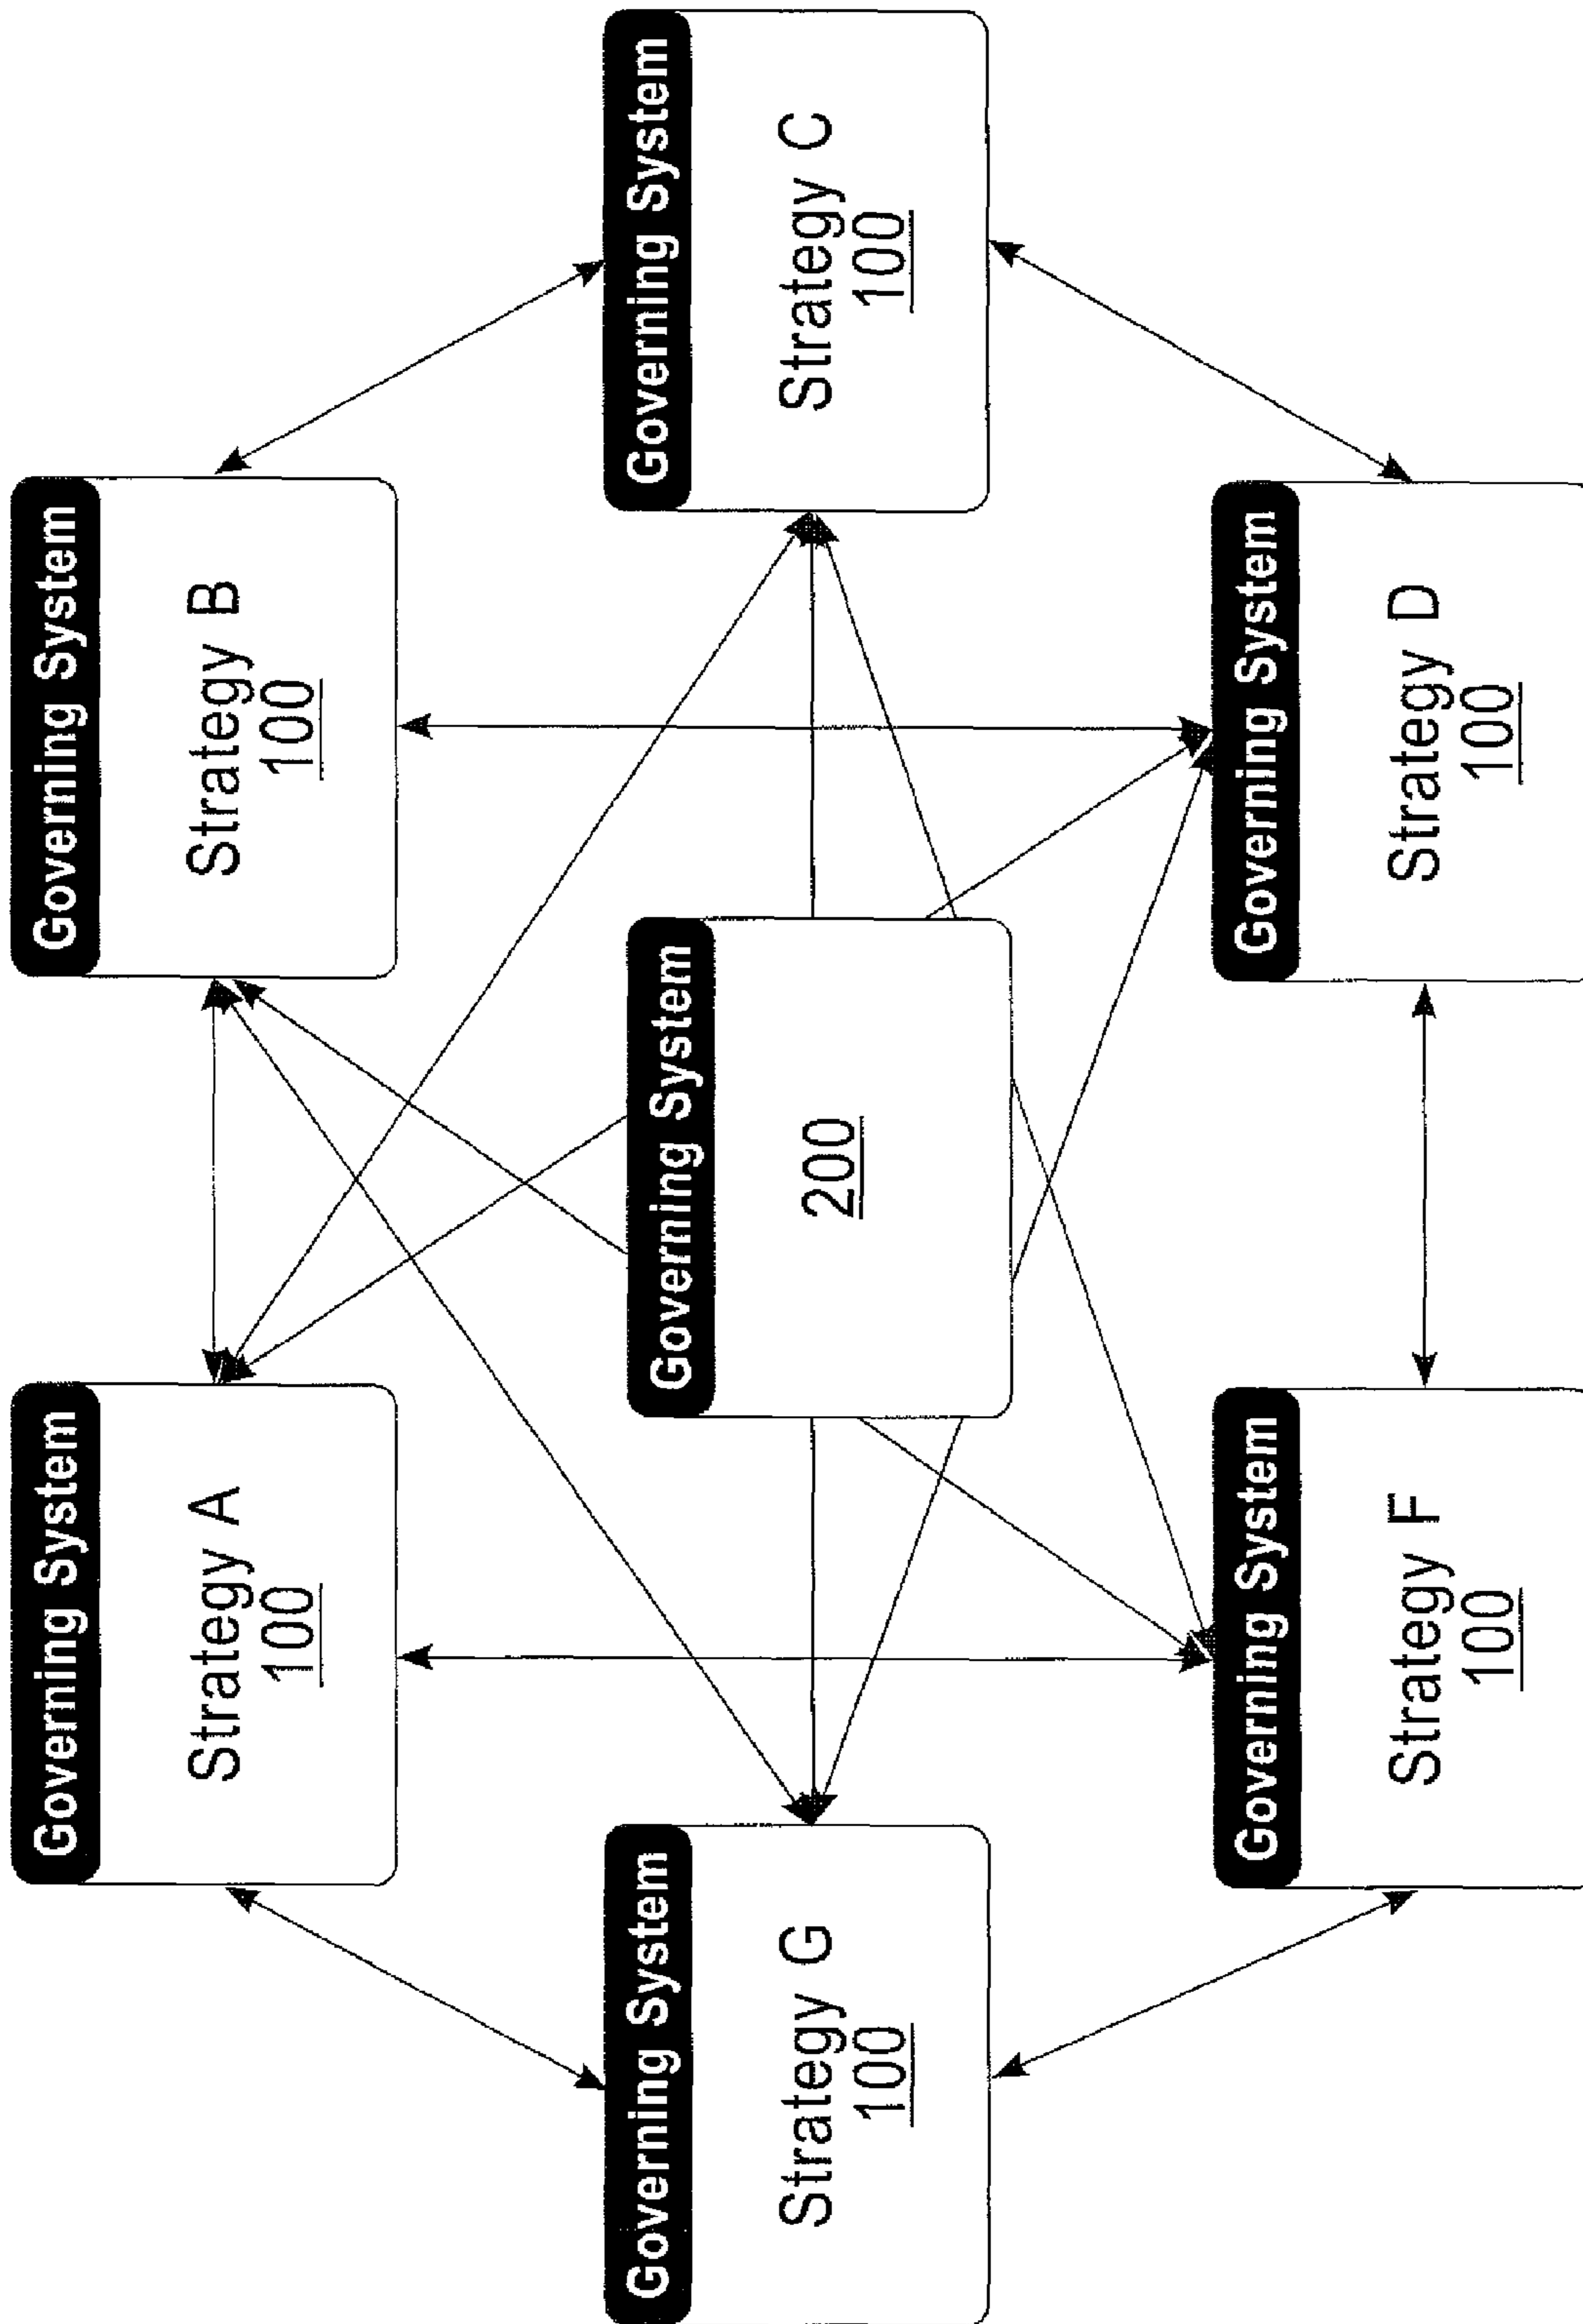 Governing System
Strategy A
100
Governing System
Strategy B
100
Governing System
Strategy G
100
Governing System
200
Governing System
Strategy C
100
Governing System
Strategy F
100
Governing System
Strategy D
100